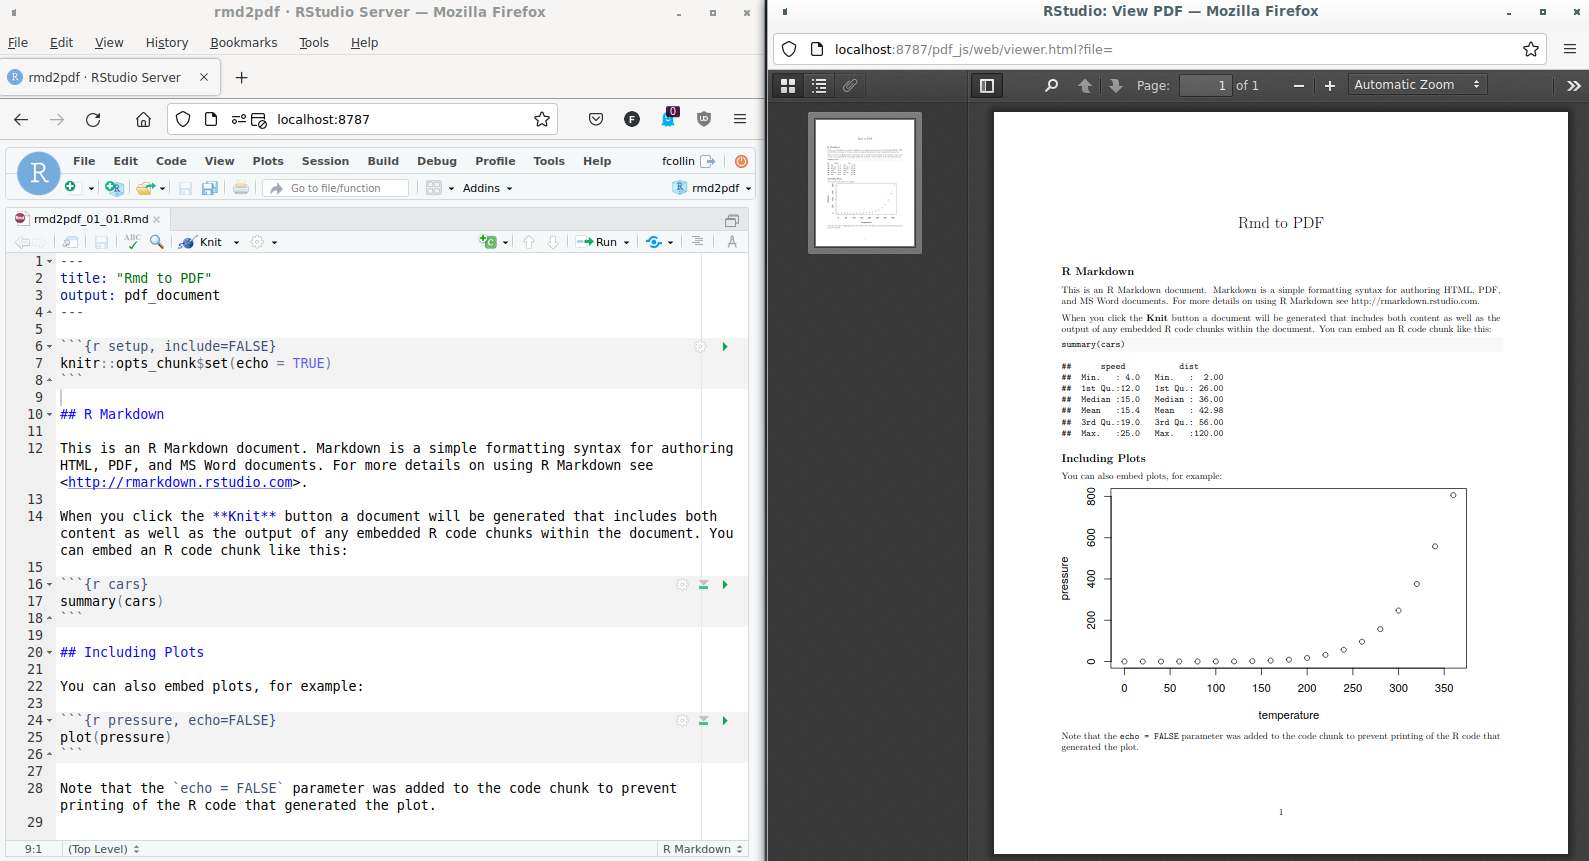 rmd2pdf · RStudio Server — Mozilla Firefox
File Edit View History Bookmarks Tools Help
rmd2pdf · RStudio Server
localhost:8787
0
R
File Edit Code View Plots Session Build Debug Profile Tools Help
fcollin
Go to file/function
Addins
rmd2pdf
rmd2pdf_01_01.Rmd
ABC
Knit
Run
1 ---
2 title: "Rmd to PDF"
3 output: pdf_document
4 ---
5
6 ```{r setup, include=FALSE}
7 knitr::opts_chunk$set(echo = TRUE)
8 ```
9
10 ## R Markdown
11
12 This is an R Markdown document. Markdown is a simple formatting syntax for authoring
HTML, PDF, and MS Word documents. For more details on using R Markdown see
<http://rmarkdown.rstudio.com>.
13
14 When you click the **Knit** button a document will be generated that includes both
content as well as the output of any embedded R code chunks within the document. You
can embed an R code chunk like this:
15
16 ```{r cars}
17 summary(cars)
18 ```
19
20 ## Including Plots
21
22 You can also embed plots, for example:
23
24 ```{r pressure, echo=FALSE}
25 plot(pressure)
26 ```
27
28 Note that the `echo = FALSE` parameter was added to the code chunk to prevent
printing of the R code that generated the plot.
29
9:1 (Top Level) R Markdown
RStudio: View PDF — Mozilla Firefox
localhost:8787/pdf_js/web/viewer.html?file=
Page: 1 of 1
Automatic Zoom
Rmd to PDF
R Markdown
This is an R Markdown document. Markdown is a simple formatting syntax for authoring HTML, PDF,
and MS Word documents. For more details on using R Markdown see http://rmarkdown.rstudio.com.
When you click the Knit button a document will be generated that includes both content as well as the
output of any embedded R code chunks within the document. You can embed an R code chunk like this:
summary(cars)
## speed dist
## Min. : 4.0 Min. : 2.00
## 1st Qu.:12.0 1st Qu.: 26.00
## Median :15.0 Median : 36.00
## Mean :15.4 Mean : 42.98
## 3rd Qu.:19.0 3rd Qu.: 56.00
## Max. :25.0 Max. :120.00
Including Plots
You can also embed plots, for example:
800
600
400
200
0
pressure
0 50 100 150 200 250 300 350
temperature
Note that the echo = FALSE parameter was added to the code chunk to prevent printing of the R code that
generated the plot.
1